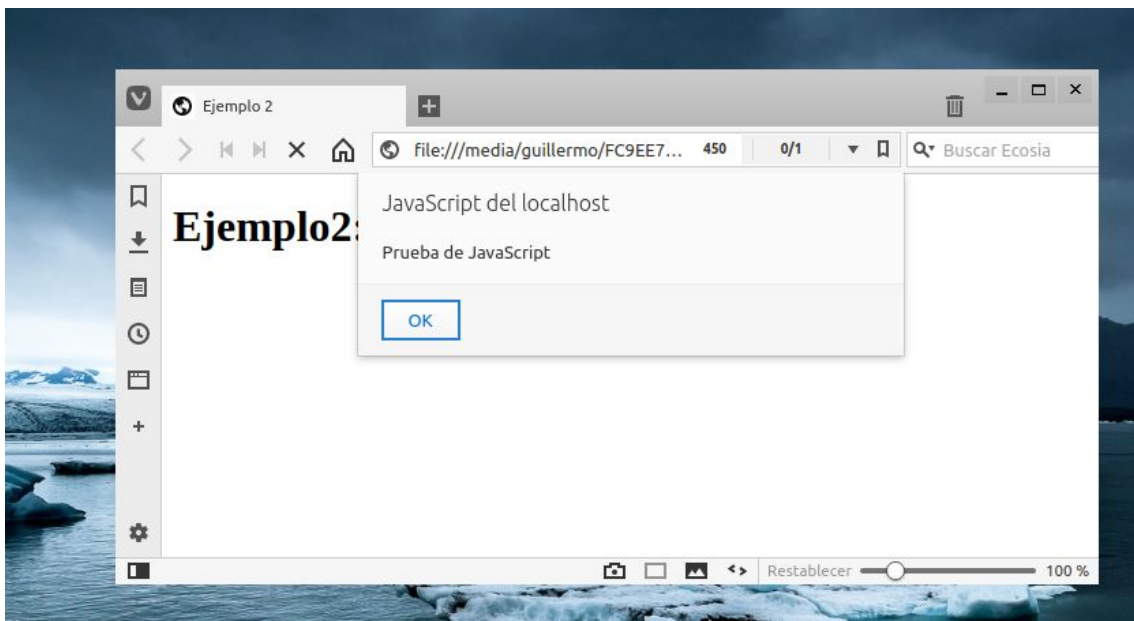 Ejemplo 2
file:///media/guillermo/FC9EE7... 450 0/1 Buscar Ecosia
JavaScript del localhost
Ejemplo2:
Prueba de JavaScript
OK
Restablecer 100 %